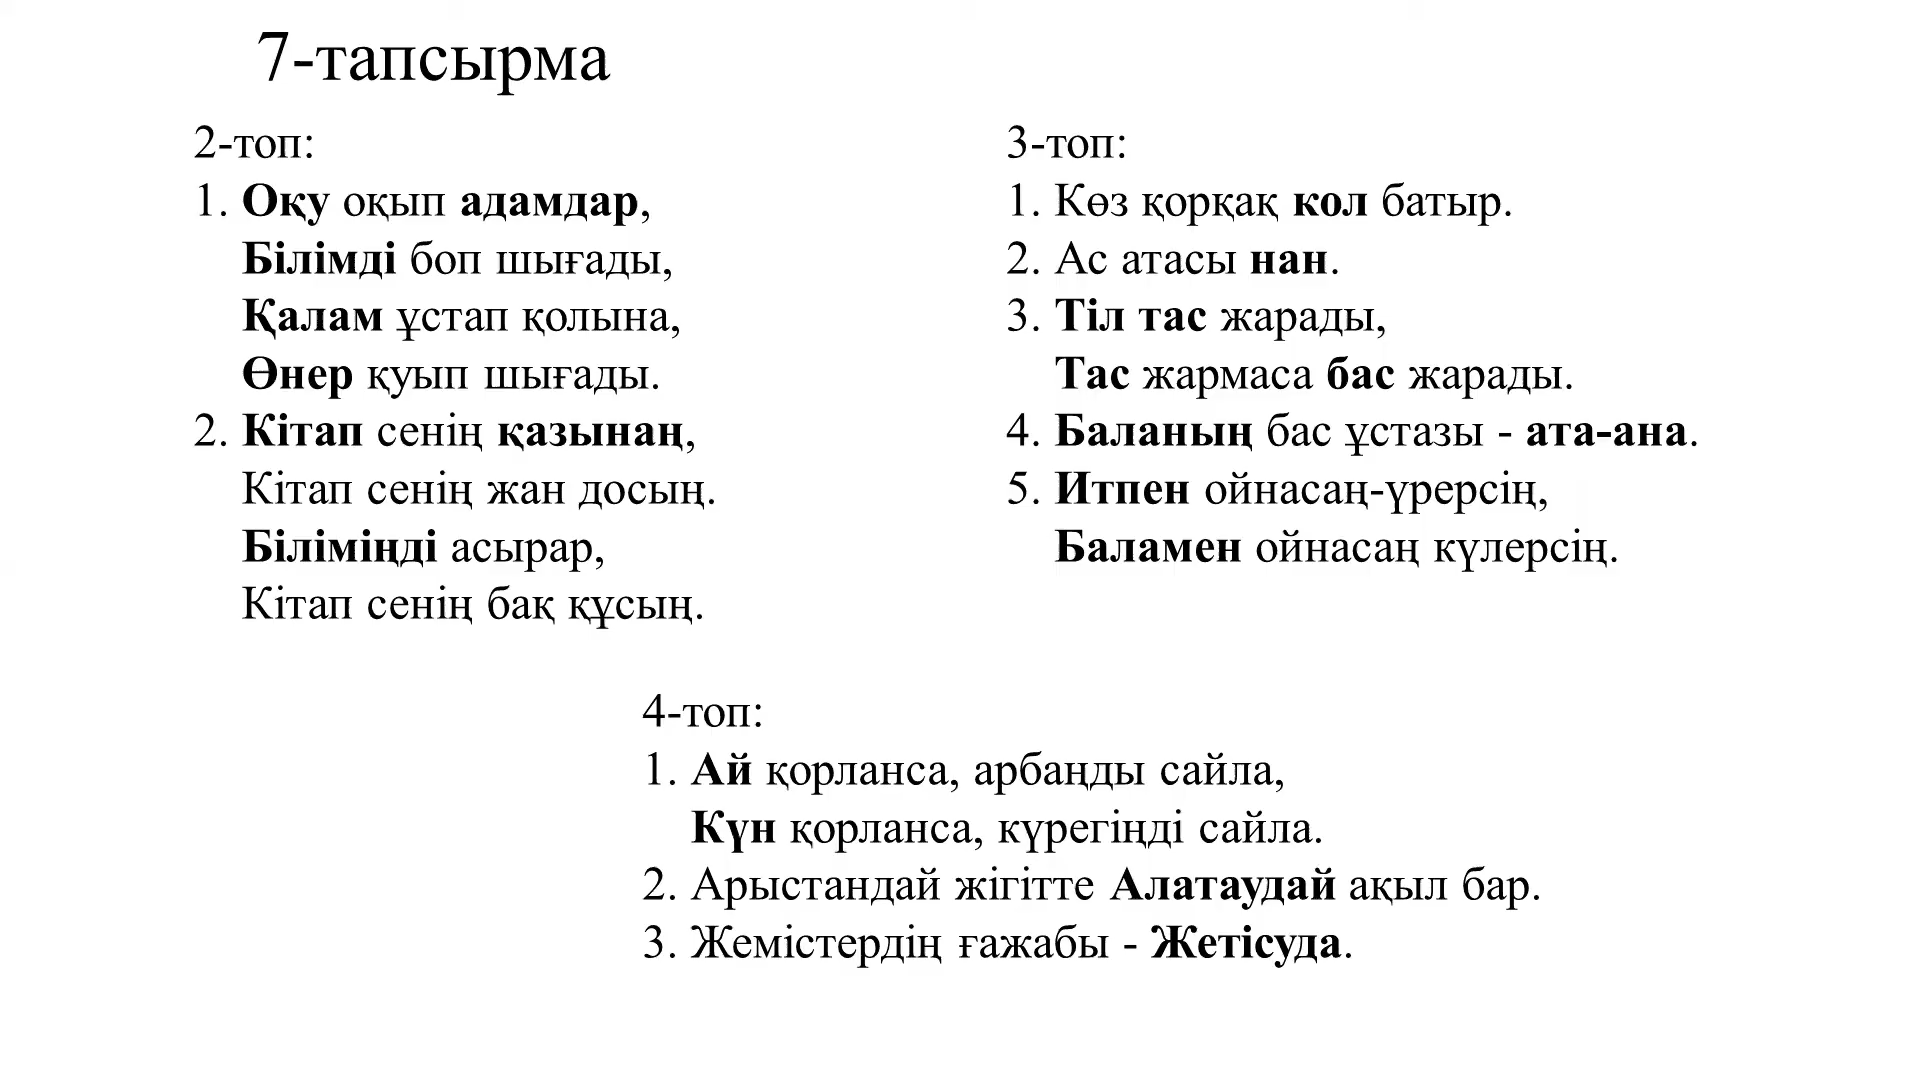 7-тапсырма
2-топ:
1. Оқу оқып адамдар,
Білімді боп шығады,
Қалам ұстап қолына,
Өнер қуып шығады.
2. Кітап сенің қазынаң,
Кітап сенің жан досың.
Біліміңді асырар,
Кітап сенің бақ құсың.
3-топ:
1. Көз қорқақ кол батыр.
2. Ас атасы нан.
3. Тіл тас жарады,
Тас жармаса бас жарады.
4. Баланың бас ұстазы - ата-ана.
5. Итпен ойнасаң-үрерсің,
Баламен ойнасаң күлерсің.
4-топ:
1. Ай қорланса, арбаңды сайла,
Күн қорланса, күрегіңді сайла.
2. Арыстандай жігітте Алатаудай ақыл бар.
3. Жемістердің ғажабы - Жетісуда.